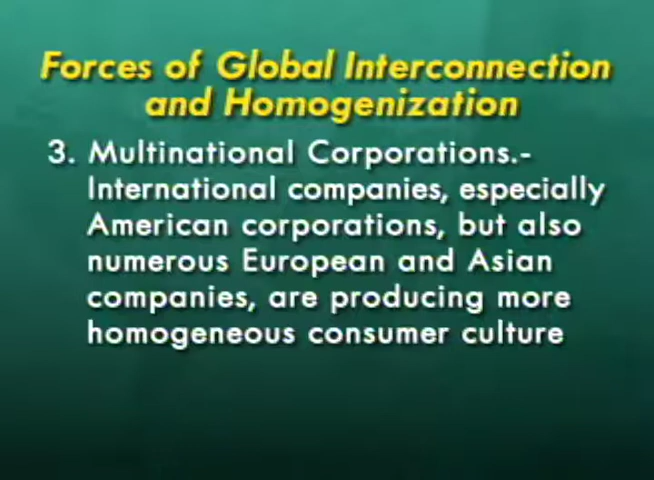 Forces of Global Interconnection
and Homogenization
3. Multinational Corporations.-
International companies, especially
American corporations, but also
numerous European and Asian
companies, are producing more
homogeneous consumer culture